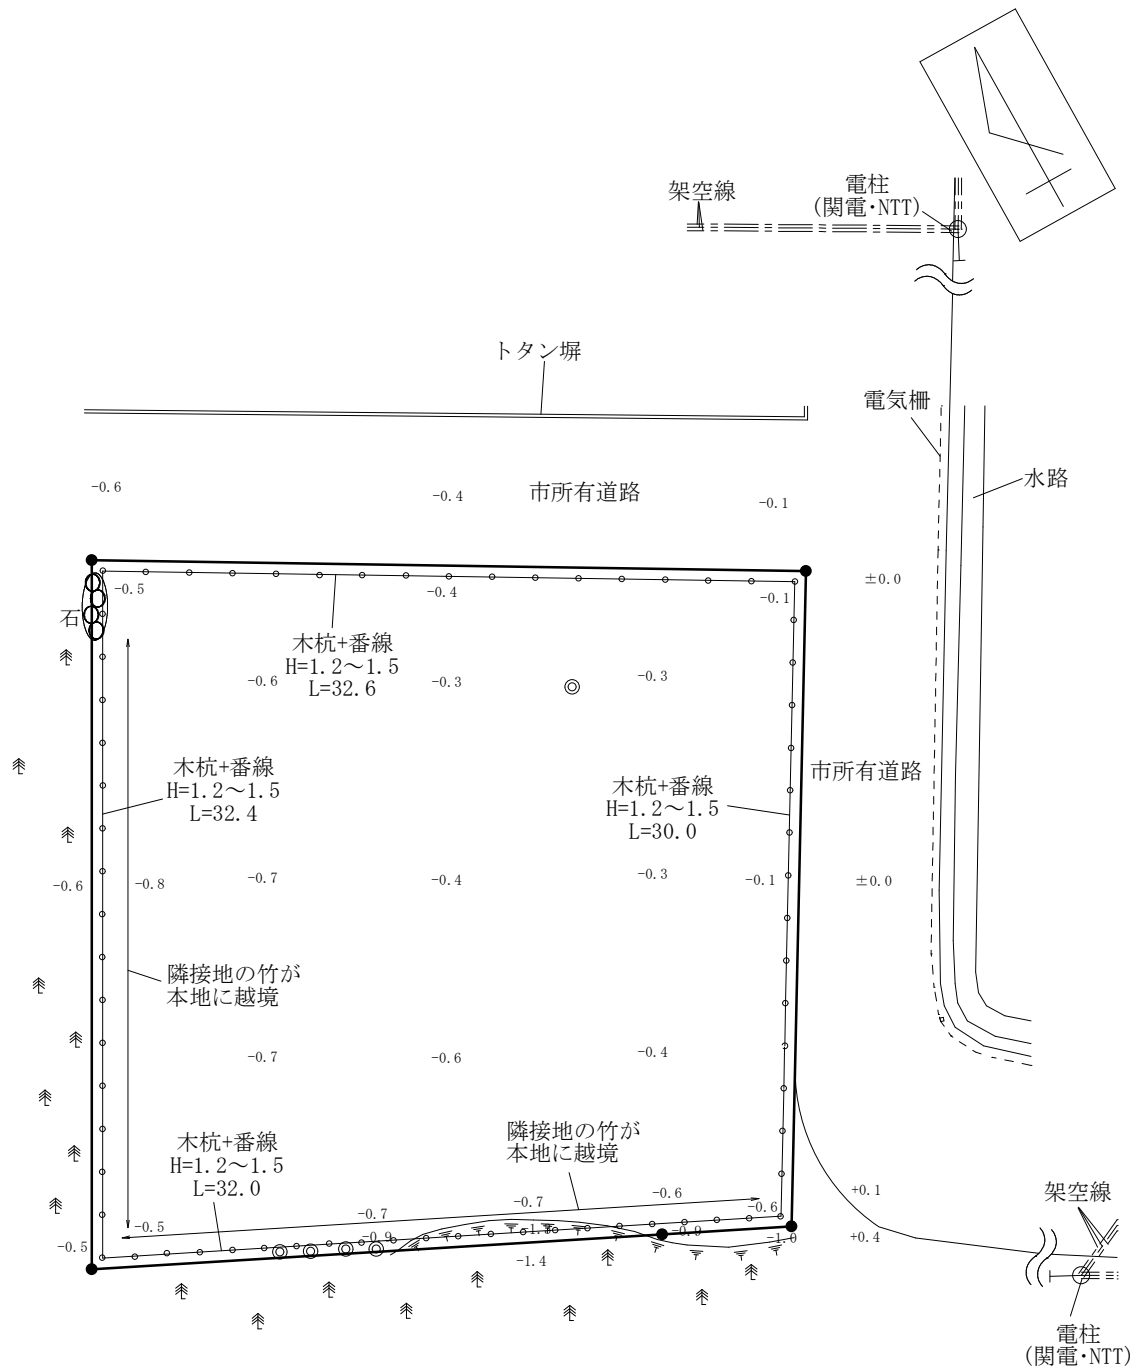 架空線
電柱
(関電・NTT)
トタン塀
電気柵
水路
-0.6
-0.4
市所有道路
-0.1
-0.5
-0.4
-0.1
±0.0
石
木杭+番線
H=1.2～1.5
L=32.6
-0.6
-0.3
-0.3
木杭+番線
H=1.2～1.5
L=32.4
木杭+番線
H=1.2～1.5
L=30.0
市所有道路
-0.6
-0.8
-0.7
-0.4
-0.3
-0.1
±0.0
隣接地の竹が
本地に越境
-0.7
-0.6
-0.4
木杭+番線
H=1.2～1.5
L=32.0
隣接地の竹が
本地に越境
-0.5
-0.7
-0.7
-0.6
-0.6
+0.1
架空線
-0.5
-0.9
-0.9
-1.0
+0.4
-1.4
電柱
(関電・NTT)